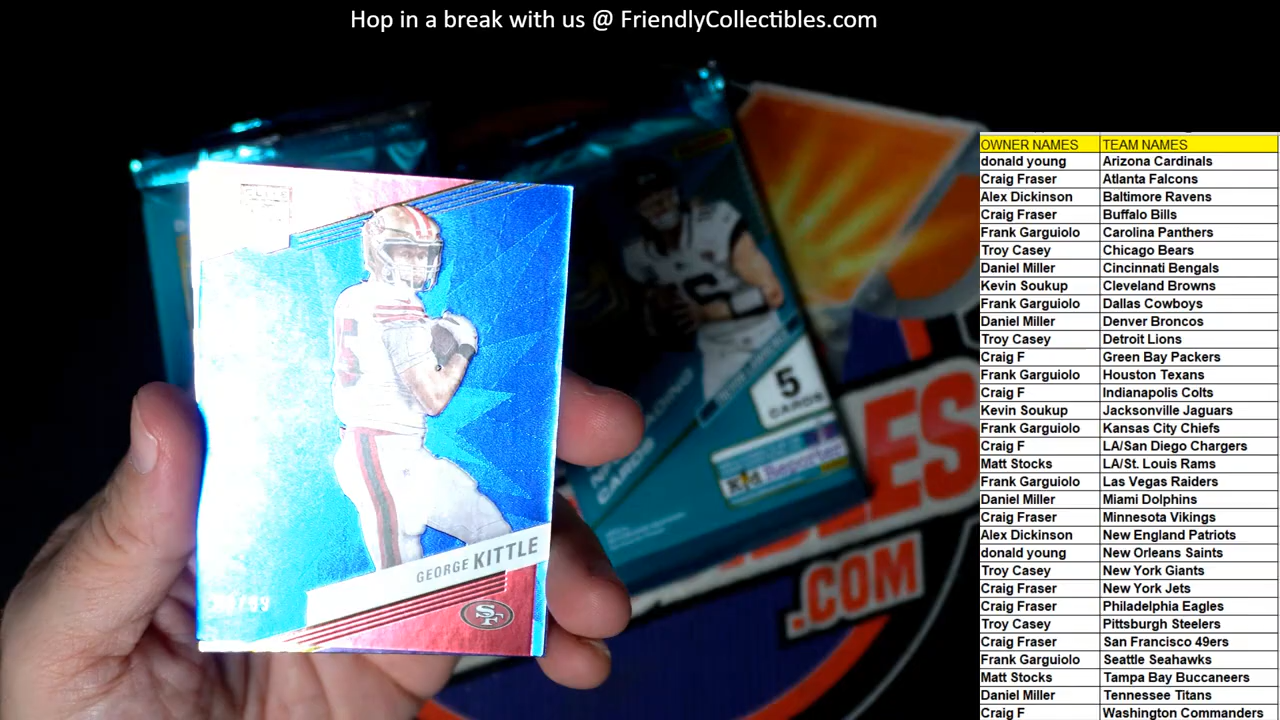 Hop in a break with us @ FriendlyCollectibles.com
OWNER NAMES TEAM NAMES
donald young Arizona Cardinals
Craig Fraser Atlanta Falcons
Alex Dickinson Baltimore Ravens
Craig Fraser Buffalo Bills
Frank Garguiolo Carolina Panthers
Troy Casey Chicago Bears
Daniel Miller Cincinnati Bengals
Kevin Soukup Cleveland Browns
Frank Garguiolo Dallas Cowboys
Daniel Miller Denver Broncos
Troy Casey Detroit Lions
Craig F Green Bay Packers
Frank Garguiolo Houston Texans
Craig F Indianapolis Colts
Kevin Soukup Jacksonville Jaguars
Frank Garguiolo Kansas City Chiefs
Craig F LA/San Diego Chargers
Matt Stocks LA/St. Louis Rams
Frank Garguiolo Las Vegas Raiders
Daniel Miller Miami Dolphins
Craig Fraser Minnesota Vikings
Alex Dickinson New England Patriots
donald young New Orleans Saints
Troy Casey New York Giants
Craig Fraser New York Jets
Craig Fraser Philadelphia Eagles
Troy Casey Pittsburgh Steelers
Craig Fraser San Francisco 49ers
Frank Garguiolo Seattle Seahawks
Matt Stocks Tampa Bay Buccaneers
Daniel Miller Tennessee Titans
Craig F Washington Commanders
GEORGE KITTLE
SF
5
CARDS
.COM